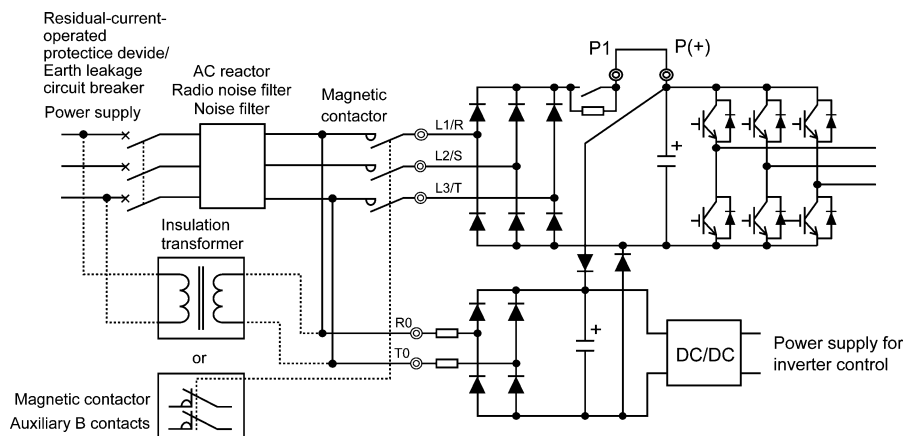 Residual-current-
operated
protectice devide/
Earth leakage
circuit breaker
Power supply
AC reactor
Radio noise filter
Noise filter
Magnetic
contactor
L1/R
L2/S
L3/T
P1
P(+)
+
Insulation
transformer
or
Magnetic contactor
Auxiliary B contacts
R0
T0
+
DC/DC
Power supply for
inverter control